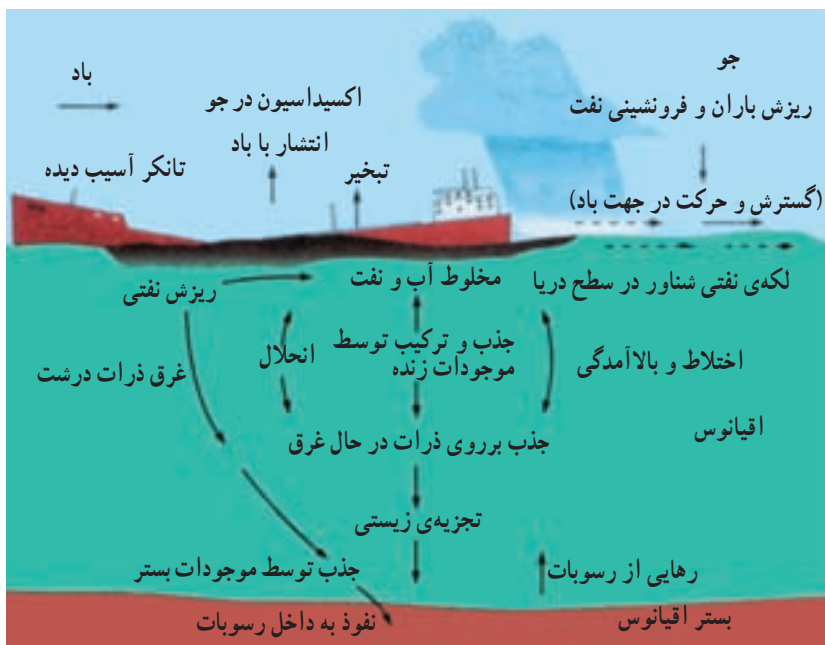 جو
باد
اکسیداسیون در جو
ریزش باران و فرونشینی نفت
انتشار با باد
تانکر آسیب دیده
تبخیر
(گسترش و حرکت در جهت باد)
لکه‌ی نفتی شناور در سطح دریا
مخلوط آب و نفت
ریزش نفتی
جذب و ترکیب توسط
موجودات زنده
انحلال
اختلاط و بالاآمدگی
غرق ذرات درشت
اقیانوس
جذب برروی ذرات در حال غرق
تجزیه‌ی زیستی
رهایی از رسوبات
جذب توسط موجودات بستر
بستر اقیانوس
نفوذ به داخل رسوبات